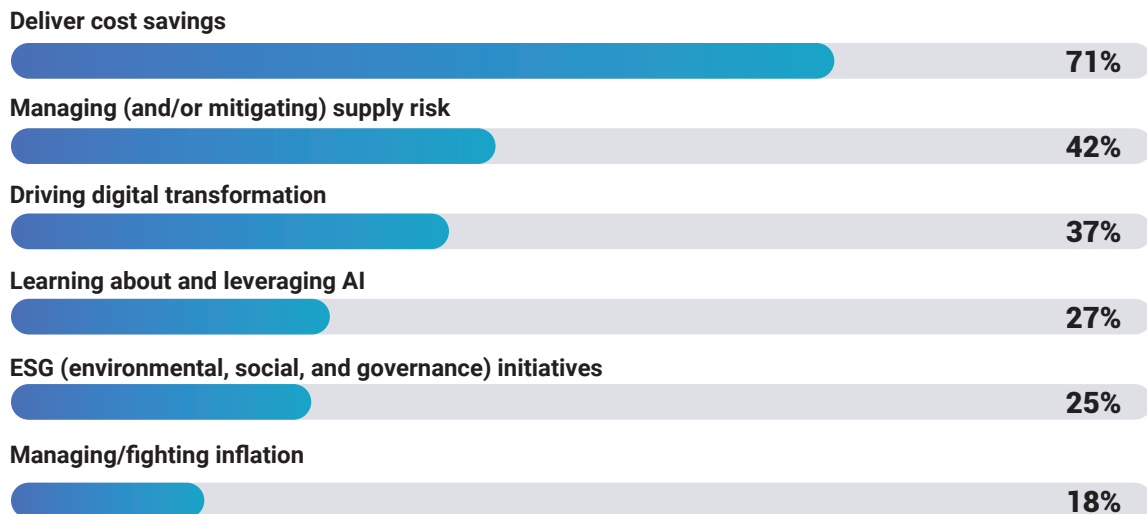 Deliver cost savings
71%
Managing (and/or mitigating) supply risk
42%
Driving digital transformation
37%
Learning about and leveraging AI
27%
ESG (environmental, social, and governance) initiatives
25%
Managing/fighting inflation
18%